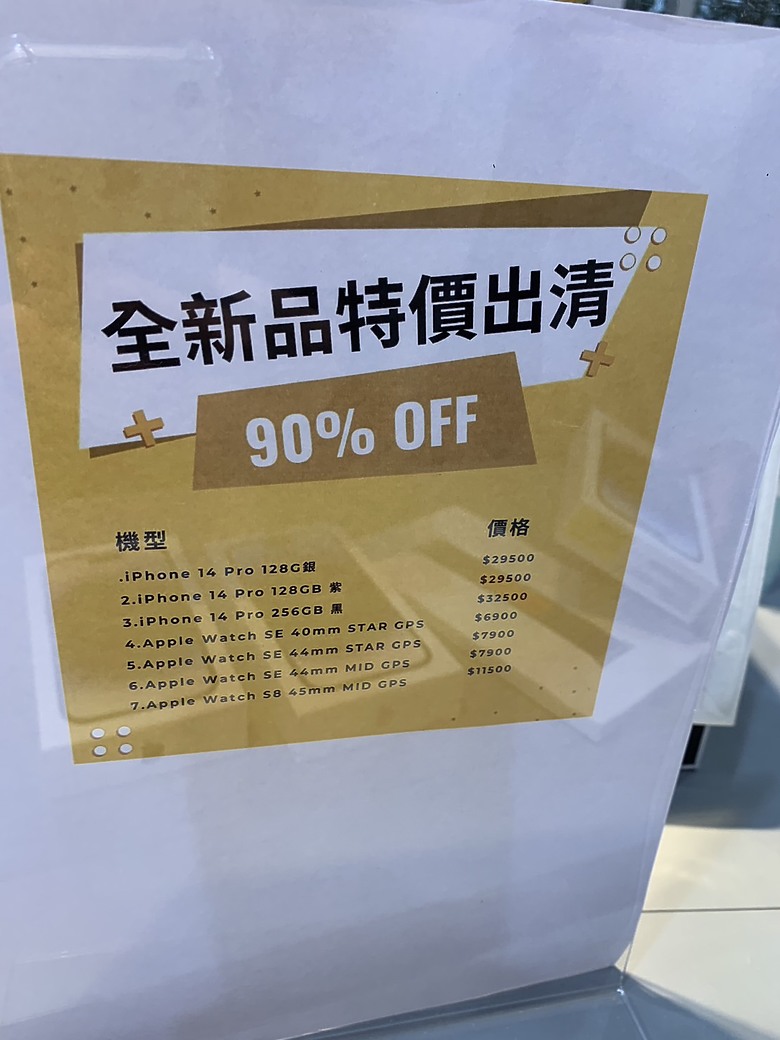 全新品特價出清
90% OFF
機型 價格
.iPhone 14 Pro 128G銀 $29500
2.iPhone 14 Pro 128GB 紫 $29500
3.iPhone 14 Pro 256GB 黑 $32500
4.Apple Watch SE 40mm STAR GPS $6900
5.Apple Watch SE 44mm STAR GPS $7900
6.Apple Watch SE 44mm MID GPS $7900
7.Apple Watch S8 45mm MID GPS $11500